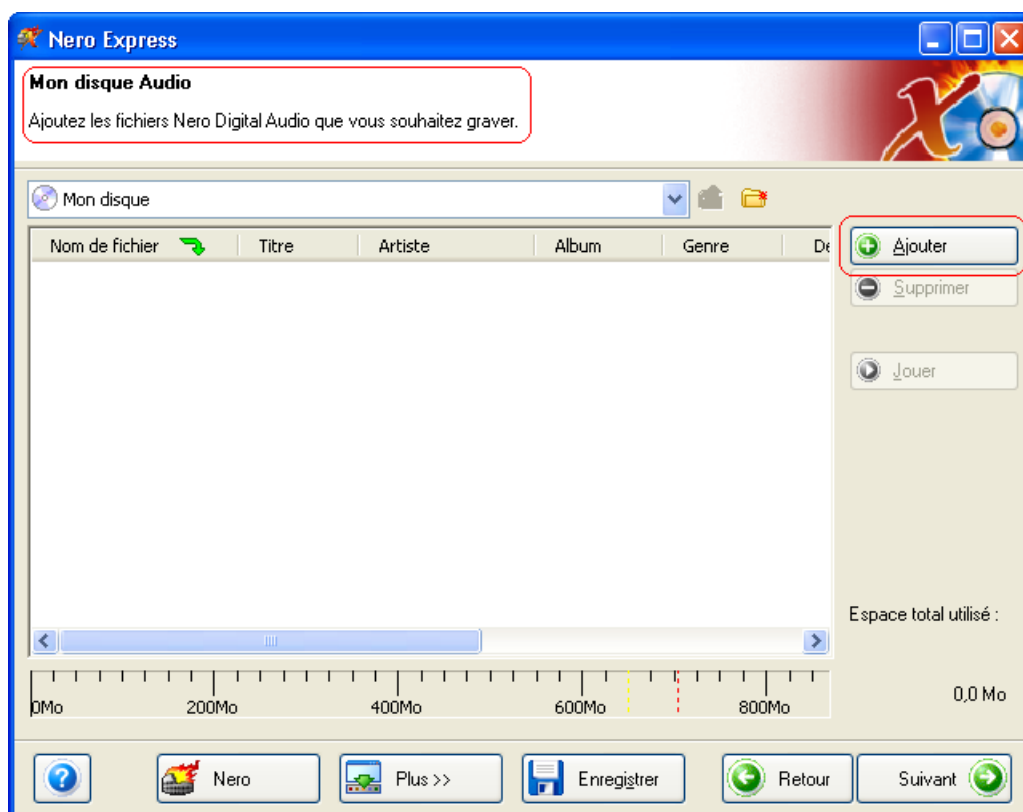 Nero Express
Mon disque Audio
Ajoutez les fichiers Nero Digital Audio que vous souhaitez graver.
Mon disque
Nom de fichier Titre Artiste Album Genre De
Ajouter
Supprimer
Jouer
Espace total utilisé :
0Mo 200Mo 400Mo 600Mo 800Mo
0,0 Mo
Nero Plus >> Enregistrer Retour Suivant